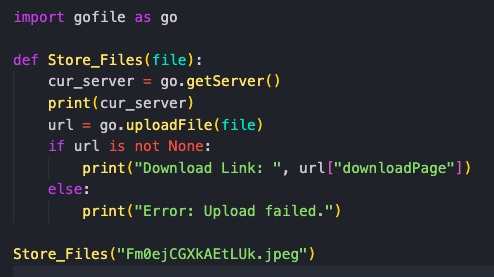 import gofile as go
def Store_Files(file):
    cur_server = go.getServer()
    print(cur_server)
    url = go.uploadFile(file)
    if url is not None:
        print("Download Link: ", url["downloadPage"])
    else:
        print("Error: Upload failed.")
Store_Files("Fm0ejCGXkAEtLUk.jpeg")